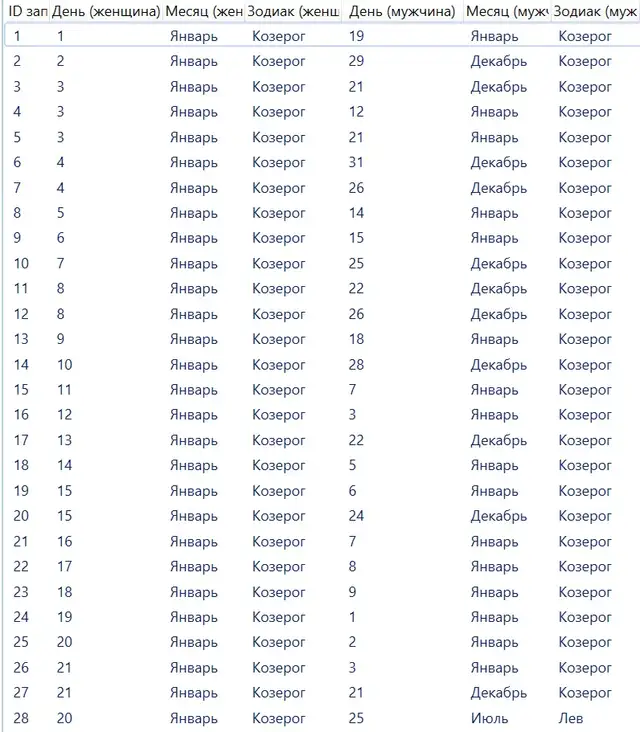 ID зап День (женщина) Месяц (жен Зодиак (женщ День (мужчина) Месяц (мужч Зодиак (муж
1 1 Январь Козерог 19 Январь Козерог
2 2 Январь Козерог 29 Декабрь Козерог
3 3 Январь Козерог 21 Декабрь Козерог
4 3 Январь Козерог 12 Январь Козерог
5 3 Январь Козерог 21 Январь Козерог
6 4 Январь Козерог 31 Декабрь Козерог
7 4 Январь Козерог 26 Декабрь Козерог
8 5 Январь Козерог 14 Январь Козерог
9 6 Январь Козерог 15 Январь Козерог
10 7 Январь Козерог 25 Декабрь Козерог
11 8 Январь Козерог 22 Декабрь Козерог
12 8 Январь Козерог 26 Декабрь Козерог
13 9 Январь Козерог 18 Январь Козерог
14 10 Январь Козерог 28 Декабрь Козерог
15 11 Январь Козерог 7 Январь Козерог
16 12 Январь Козерог 3 Январь Козерог
17 13 Январь Козерог 22 Декабрь Козерог
18 14 Январь Козерог 5 Январь Козерог
19 15 Январь Козерог 6 Январь Козерог
20 15 Январь Козерог 24 Декабрь Козерог
21 16 Январь Козерог 7 Январь Козерог
22 17 Январь Козерог 8 Январь Козерог
23 18 Январь Козерог 9 Январь Козерог
24 19 Январь Козерог 1 Январь Козерог
25 20 Январь Козерог 2 Январь Козерог
26 21 Январь Козерог 3 Январь Козерог
27 21 Январь Козерог 21 Декабрь Козерог
28 20 Январь Козерог 25 Июль Лев